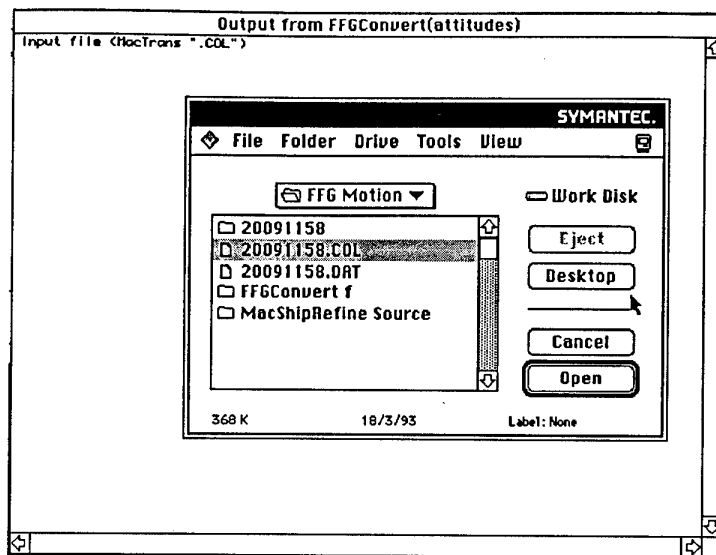 Output from FFGConvert(attitudes)
Input file (MacTrans ".COL")
SYMANTEC.
File Folder Drive Tools View
FFG Motion
Work Disk
20091158
20091158.COL
20091158.DAT
FFGConvert f
MacShipRefine Source
Eject
Desktop
Cancel
Open
368 K 18/3/93 Label: None